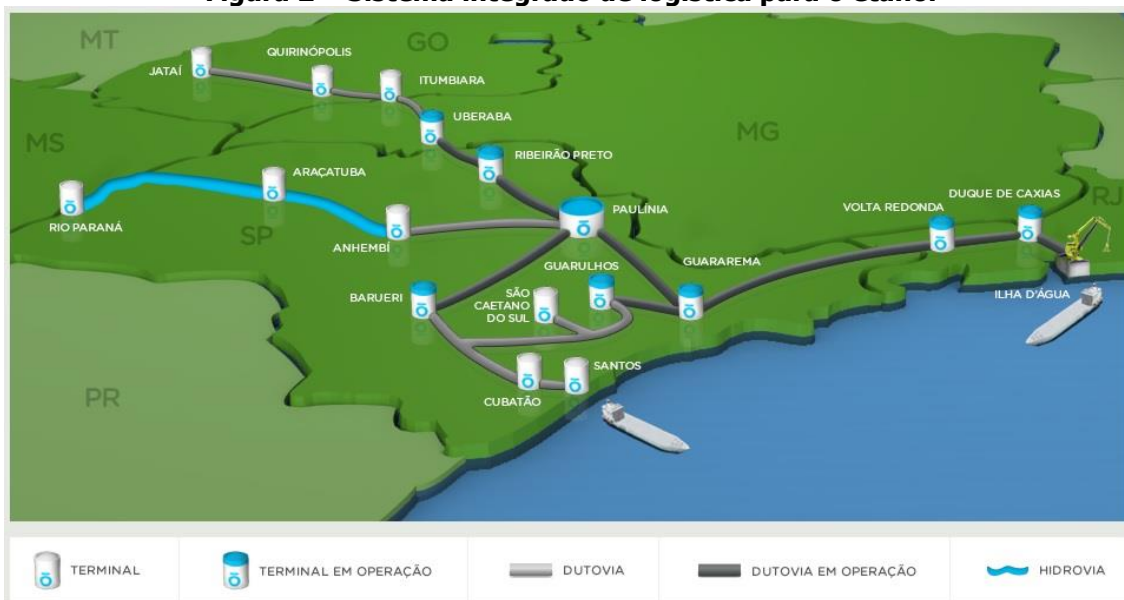 Figura 2 – Sistema integrado de logística para o etanol
MT
GO
QUIRINÓPOLIS
JATAÍ
ITUMBIARA
UBERABA
MS
MG
RIBEIRÃO PRETO
ARAÇATUBA
DUQUE DE CAXIAS
RJ
PAULÍNIA
VOLTA REDONDA
RIO PARANÁ
SP
ANHEMBÍ
GUARULHOS
GUARAREMA
BARUERI
SÃO
CAETANO
DO SUL
ILHA D'ÁGUA
SANTOS
PR
CUBATÃO
TERMINAL
TERMINAL EM OPERAÇÃO
DUTOVIA
DUTOVIA EM OPERAÇÃO
HIDROVIA